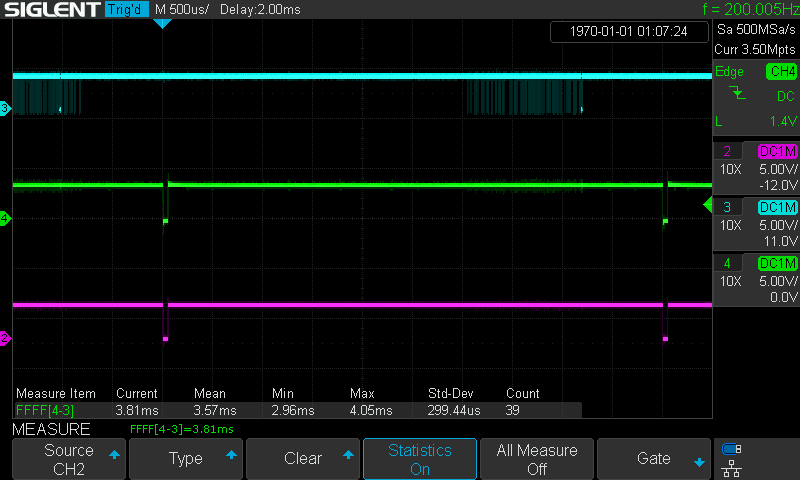 SIGLENT Trig'd M 500us/ Delay:2.00ms f = 200.005Hz
1970-01-01 01:07:24
Sa 500MSa/s
Curr 3.50Mpts
Edge CH4
DC
L 1.4V
2 DC1M
10X 5.00V/
-12.0V
3 DC1M
10X 5.00V/
11.0V
4 DC1M
10X 5.00V/
0.0V
3
4
2
Measure Item Current Mean Min Max Std-Dev Count
FFFF[4-3] 3.81ms 3.57ms 2.96ms 4.05ms 299.44us 39
MEASURE FFFF[4-3]=3.81ms
Source
CH2
Type
Clear
Statistics
On
All Measure
Off
Gate